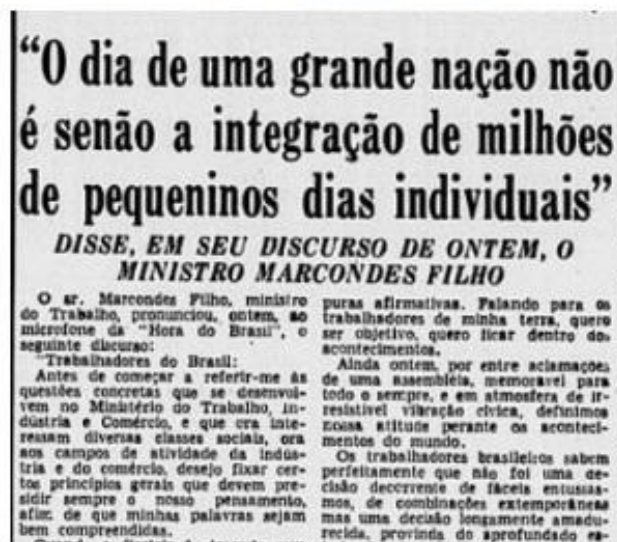 “O dia de uma grande nação não
é senão a integração de milhões
de pequeninos dias individuais”
DISSE, EM SEU DISCURSO DE ONTEM, O
MINISTRO MARCONDES FILHO
O sr. Marcondes Filho, ministro
do Trabalho, pronunciou, ontem, ao
microfone da "Hora do Brasil", o
seguinte discurso:
"Trabalhadores do Brasil:
Antes de começar a referir-me às
questões concretas que se desenvol-
vem no Ministério do Trabalho, In-
dústria e Comércio, e que ora inte-
ressam diversas classes sociais, ora
aos campos de atividade da indús-
tria e do comércio, desejo fixar cer-
tos princípios gerais que devem pre-
sidir sempre o nosso pensamento,
afim de que minhas palavras sejam
bem compreendidas.
puras afirmativas. Falando para os
trabalhadores de minha terra, quero
ser objetivo, quero ficar dentro dos
acontecimentos.
Ainda ontem, por entre aclamações
de uma assembléia, memoravel para
todo o sempre, e em atmosfera de ir-
resistivel vibração cívica, definimos
nossa atitude perante os aconteci-
mentos do mundo.
Os trabalhadores brasileiros sabem
perfeitamente que não foi uma de-
cisão decorrente de fáceis entusias-
mos, de combinações extemporâneas
mas uma decisão longamente amadu-
recida, provinda do aprofundado es-